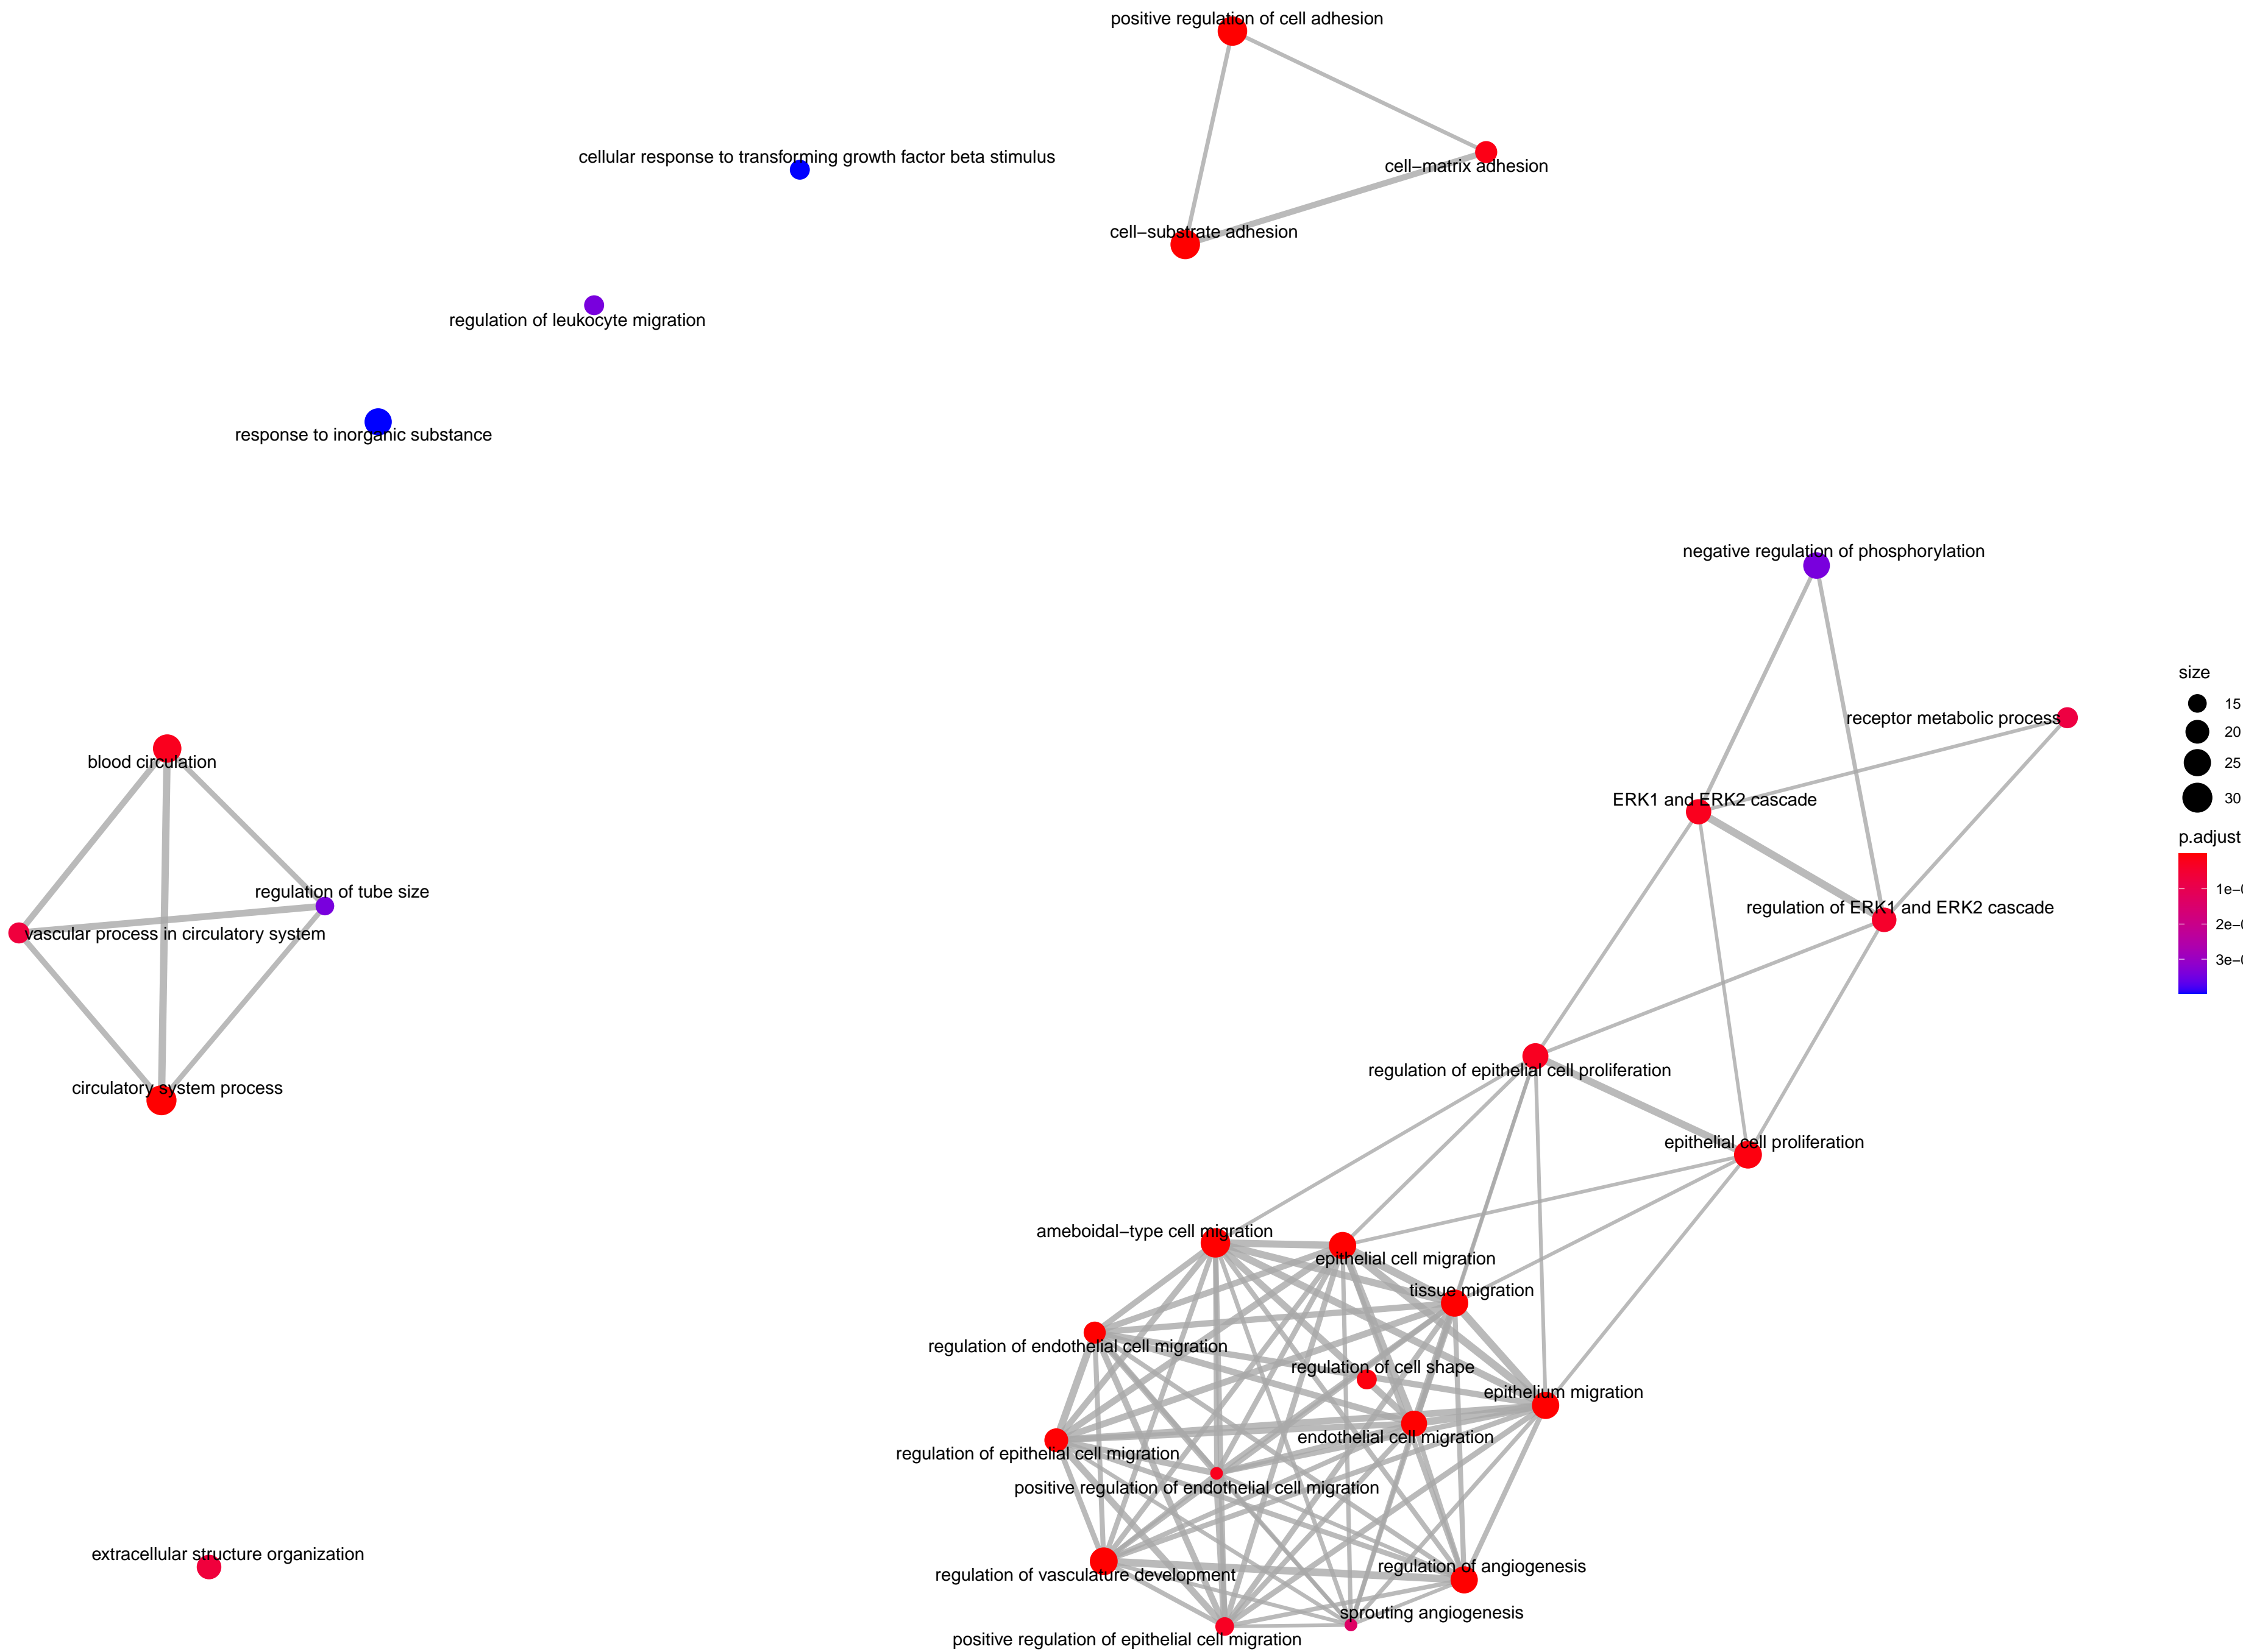 positive regulation of cell adhesion
cellular response to transforming growth factor beta stimulus
cell−matrix adhesion
cell−substrate adhesion
regulation of leukocyte migration
response to inorganic substance
negative regulation of phosphorylation
size
15
receptor metabolic process
20
blood circulation
25
ERK1 and ERK2 cascade
30
p.adjust
regulation of tube size
1e−0
regulation of ERK1 and ERK2 cascade
2e−0
vascular process in circulatory system
3e−0
regulation of epithelial cell proliferation
circulatory system process
epithelial cell proliferation
ameboidal−type cell migration
epithelial cell migration
tissue migration
regulation of endothelial cell migration
regulation of cell shape
epithelium migration
endothelial cell migration
regulation of epithelial cell migration
positive regulation of endothelial cell migration
extracellular structure organization
regulation of angiogenesis
regulation of vasculature development
sprouting angiogenesis
positive regulation of epithelial cell migration